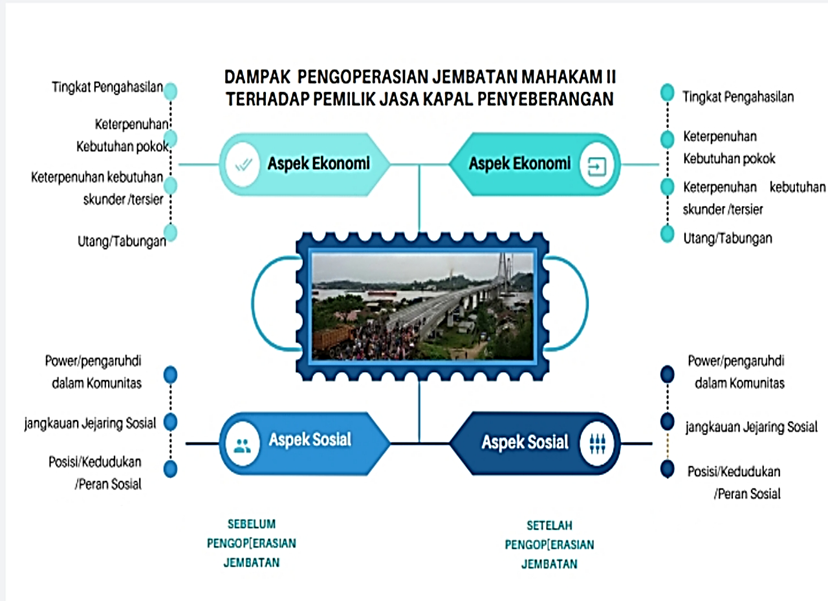 DAMPAK PENGOPERASIAN JEMBATAN MAHAKAM II
TERHADAP PEMILIK JASA KAPAL PENYEBERANGAN
Tingkat Pengahasilan
Keterpenuhan
Kebutuhan pokok
Keterpenuhan kebutuhan
skunder /tersier
Utang/Tabungan
Aspek Ekonomi
Aspek Ekonomi
Tingkat Pengahasilan
Keterpenuhan
Kebutuhan pokok
Keterpenuhan kebutuhan
skunder /tersier
Utang/Tabungan
Power/pengaruhdi
dalam Komunitas
jangkauan Jejaring Sosial
Posisi/Kedudukan
/Peran Sosial
Aspek Sosial
Aspek Sosial
Power/pengaruhdi
dalam Komunitas
jangkauan Jejaring Sosial
Posisi/Kedudukan
/Peran Sosial
SEBELUM
PENGOP[ERASIAN
JEMBATAN
SETELAH
PENGOP[ERASIAN
JEMBATAN